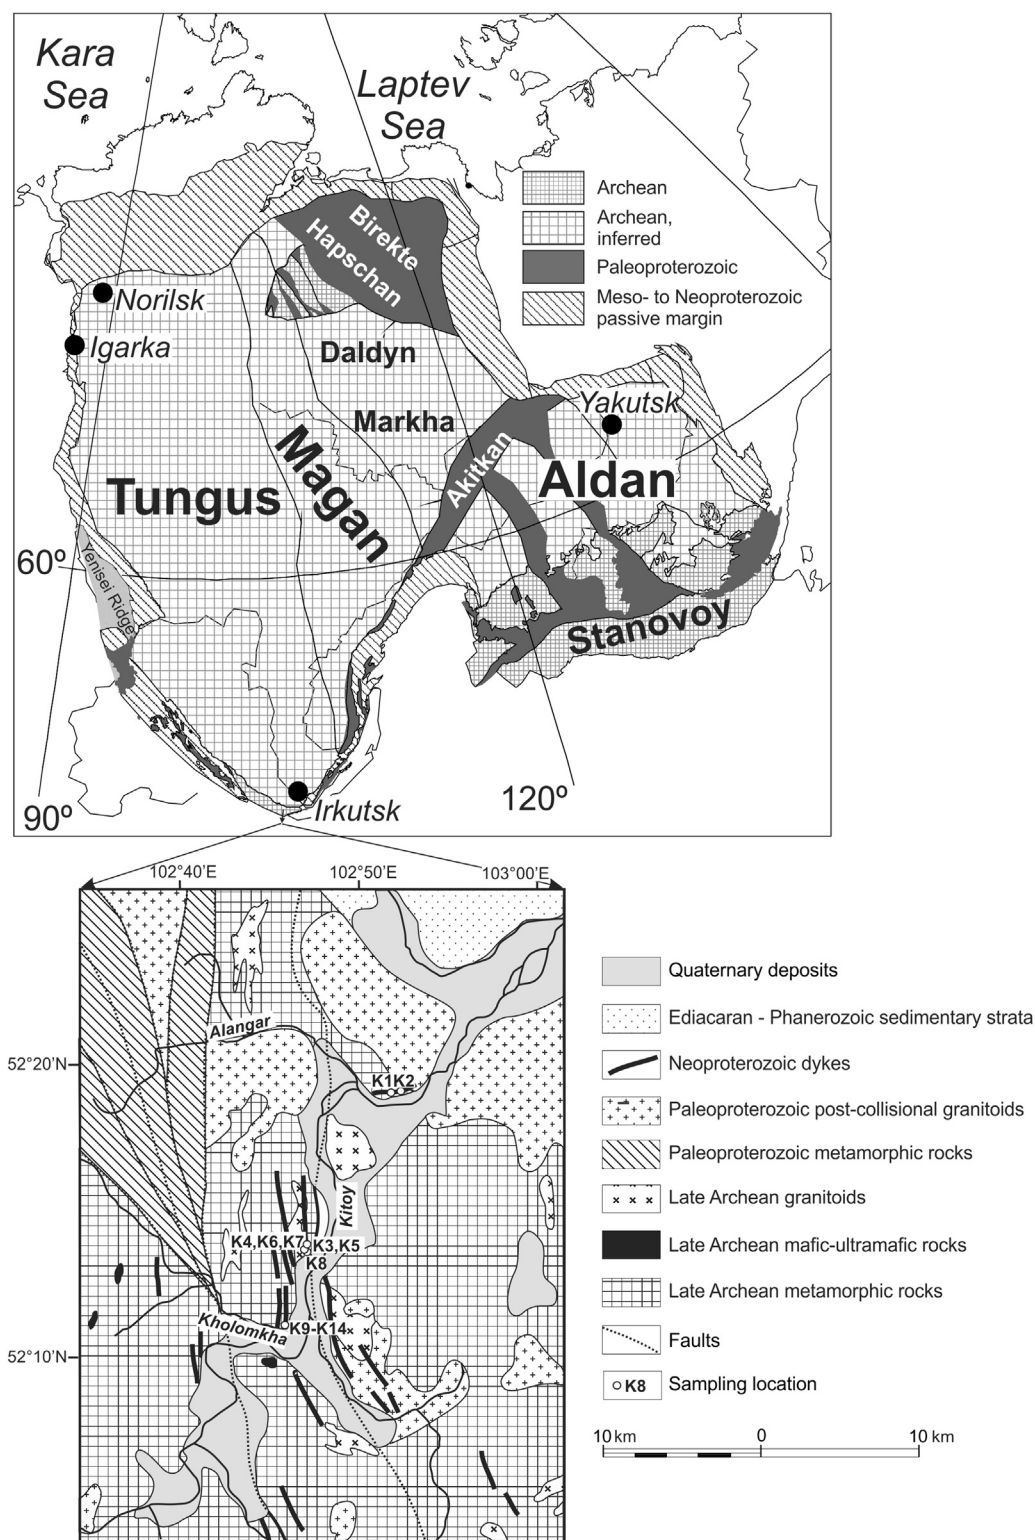 Kara
Sea
Laptev
Sea
Archean
Archean,
inferred
Paleoproterozoic
Meso- to Neoproterozoic
passive margin
Birekte
Hapschan
Norilsk
Igarka
Daldyn
Markha
Yakutsk
Akitkan
Aldan
Magan
Tungus
60º
Yenisei Ridge
Stanovoy
120º
90º
Irkutsk
102°40'E
102°50'E
103°00'E
Alangar
52°20'N
K1K2
Kitoy
K4,K6,K7
K3,K5
K8
Kholomkha
K9-K14
52°10'N
Quaternary deposits
Ediacaran - Phanerozoic sedimentary strata
Neoproterozoic dykes
Paleoproterozoic post-collisional granitoids
Paleoproterozoic metamorphic rocks
Late Archean granitoids
Late Archean mafic-ultramafic rocks
Late Archean metamorphic rocks
Faults
K8 Sampling location
10 km 0 10 km